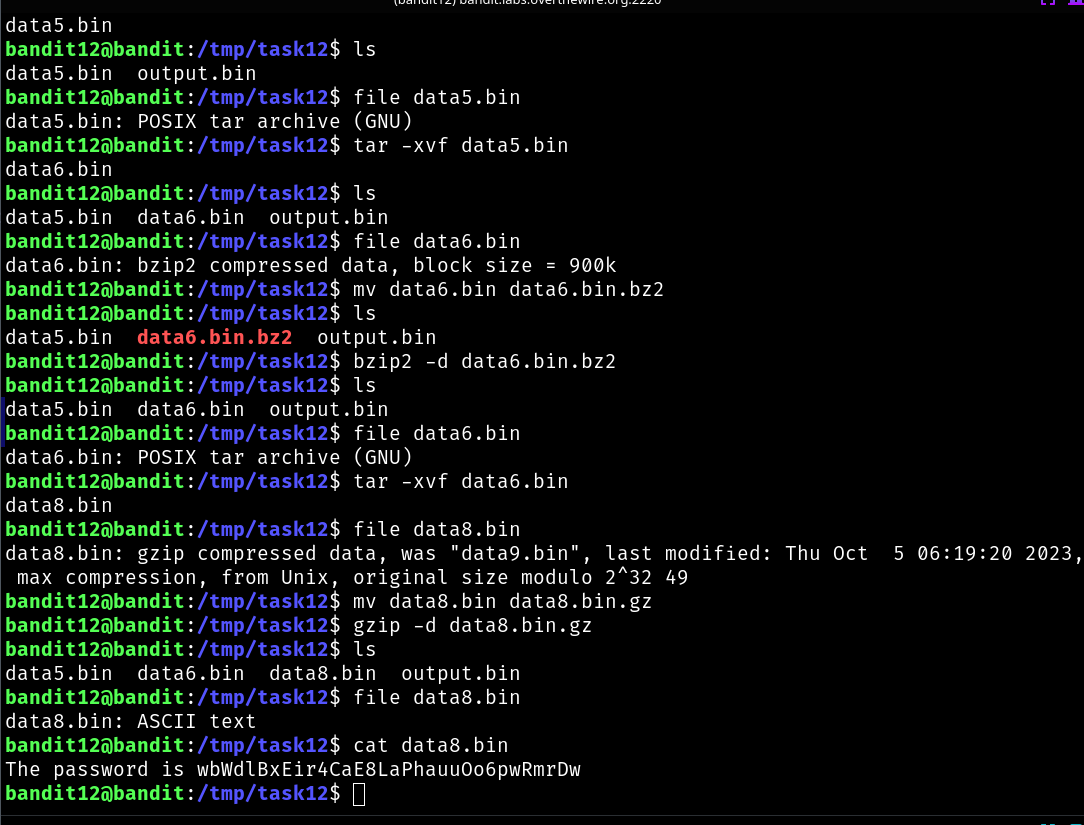 (bandit12) bandit.labs.overthewire.org:2220
data5.bin
bandit12@bandit:/tmp/task12$ ls
data5.bin  output.bin
bandit12@bandit:/tmp/task12$ file data5.bin
data5.bin: POSIX tar archive (GNU)
bandit12@bandit:/tmp/task12$ tar -xvf data5.bin
data6.bin
bandit12@bandit:/tmp/task12$ ls
data5.bin  data6.bin  output.bin
bandit12@bandit:/tmp/task12$ file data6.bin
data6.bin: bzip2 compressed data, block size = 900k
bandit12@bandit:/tmp/task12$ mv data6.bin data6.bin.bz2
bandit12@bandit:/tmp/task12$ ls
data5.bin  data6.bin.bz2  output.bin
bandit12@bandit:/tmp/task12$ bzip2 -d data6.bin.bz2
bandit12@bandit:/tmp/task12$ ls
data5.bin  data6.bin  output.bin
bandit12@bandit:/tmp/task12$ file data6.bin
data6.bin: POSIX tar archive (GNU)
bandit12@bandit:/tmp/task12$ tar -xvf data6.bin
data8.bin
bandit12@bandit:/tmp/task12$ file data8.bin
data8.bin: gzip compressed data, was "data9.bin", last modified: Thu Oct  5 06:19:20 2023,
 max compression, from Unix, original size modulo 2^32 49
bandit12@bandit:/tmp/task12$ mv data8.bin data8.bin.gz
bandit12@bandit:/tmp/task12$ gzip -d data8.bin.gz
bandit12@bandit:/tmp/task12$ ls
data5.bin  data6.bin  data8.bin  output.bin
bandit12@bandit:/tmp/task12$ file data8.bin
data8.bin: ASCII text
bandit12@bandit:/tmp/task12$ cat data8.bin
The password is wbWdlBxEir4CaE8LaPhauuOo6pwRmrDw
bandit12@bandit:/tmp/task12$